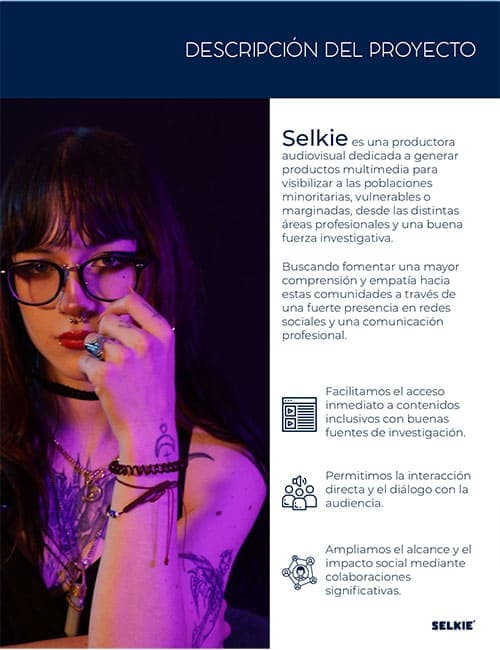 DESCRIPCIÓN DEL PROYECTO
Selkie es una productora
audiovisual dedicada a generar
productos multimedia para
visibilizar a las poblaciones
minoritarias, vulnerables o
marginadas, desde las distintas
áreas profesionales y una buena
fuerza investigativa.
Buscando fomentar una mayor
comprensión y empatía hacia
estas comunidades a través de
una fuerte presencia en redes
sociales y una comunicación
profesional.
Facilitamos el acceso
inmediato a contenidos
inclusivos con buenas
fuentes de investigación.
Permitimos la interacción
directa y el diálogo con la
audiencia.
Ampliamos el alcance y el
impacto social mediante
colaboraciones
significativas.
SELKIE